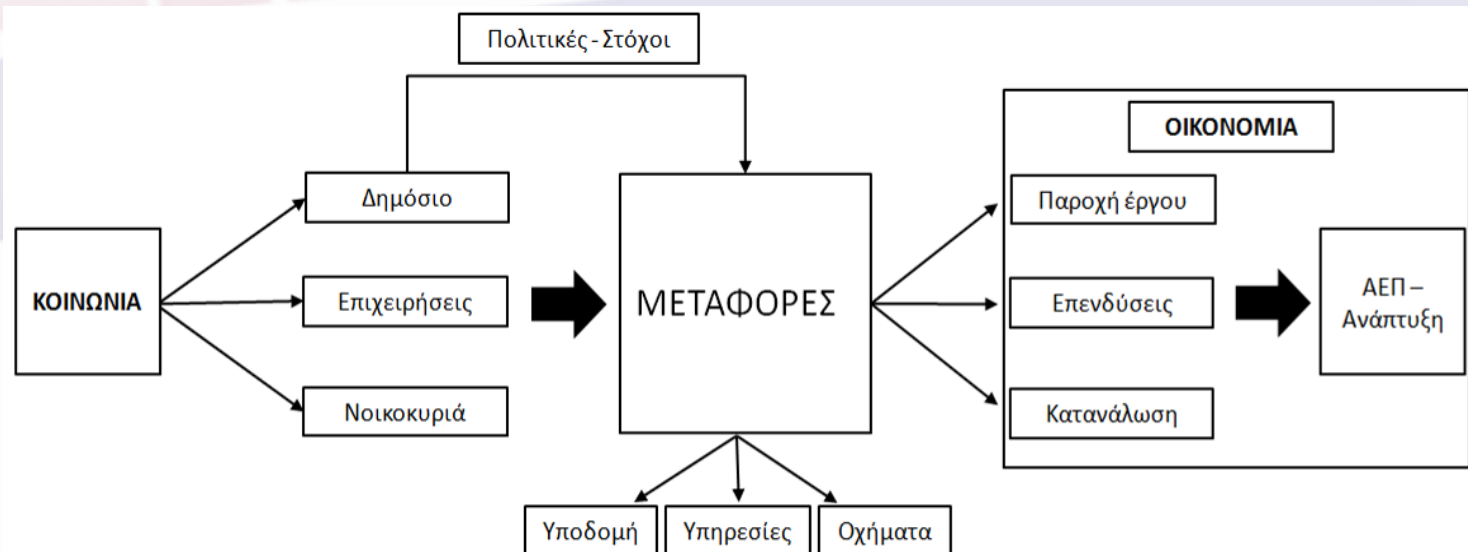 Πολιτικές - Στόχοι
ΟΙΚΟΝΟΜΙΑ
Δημόσιο
Παροχή έργου
ΚΟΙΝΩΝΙΑ
Επιχειρήσεις
ΜΕΤΑΦΟΡΕΣ
Επενδύσεις
ΑΕΠ –
Ανάπτυξη
Νοικοκυριά
Κατανάλωση
Υποδομή
Υπηρεσίες
Οχήματα